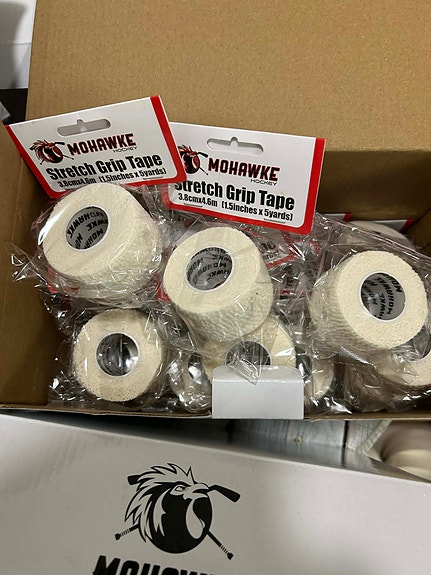 MOHAWKE
HOCKEY
Stretch Grip Tape
3.8cmx4.6m (1.5inches x 5yards)
MOHAWKE
HOCKEY
Stretch Grip Tape
3.8cmx4.6m (1.5inches x 5yards)
MOHAWKE